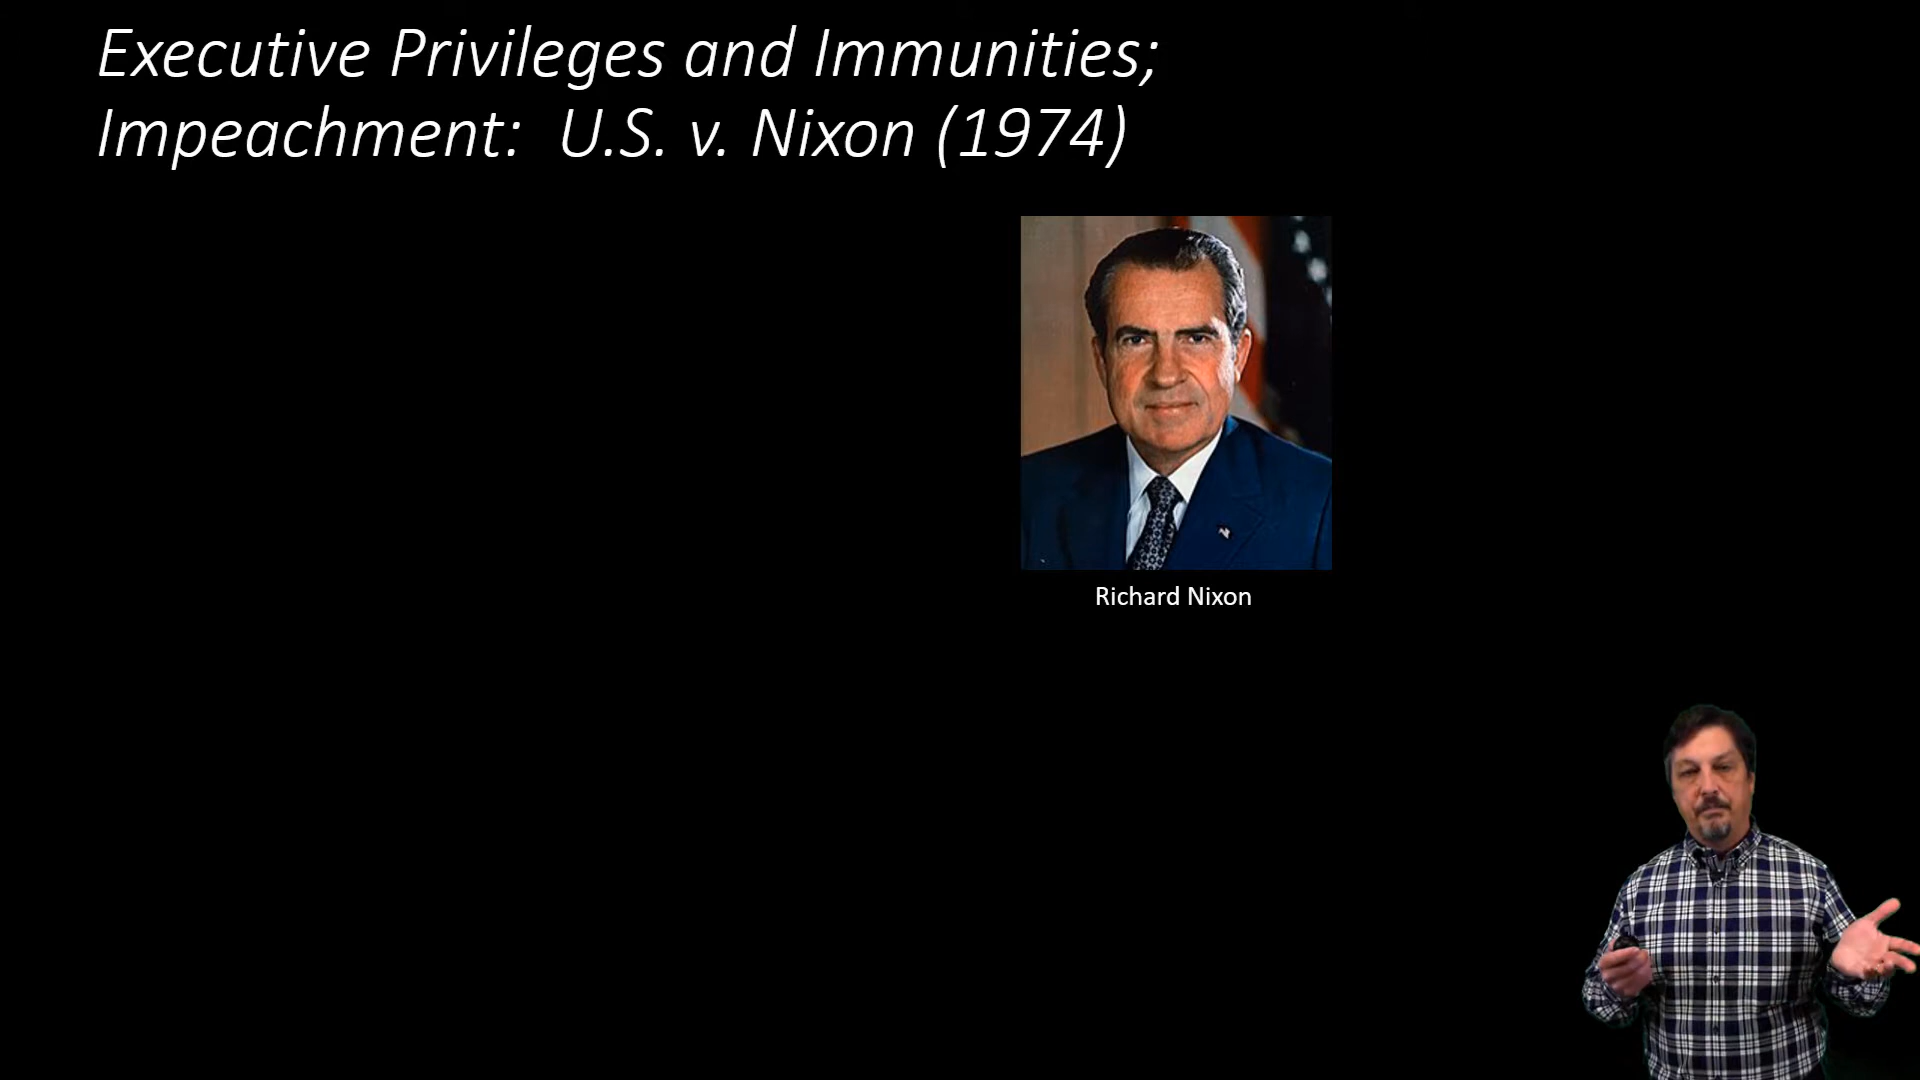 Executive Privileges and Immunities;
Impeachment:  U.S. v. Nixon (1974)
Richard Nixon